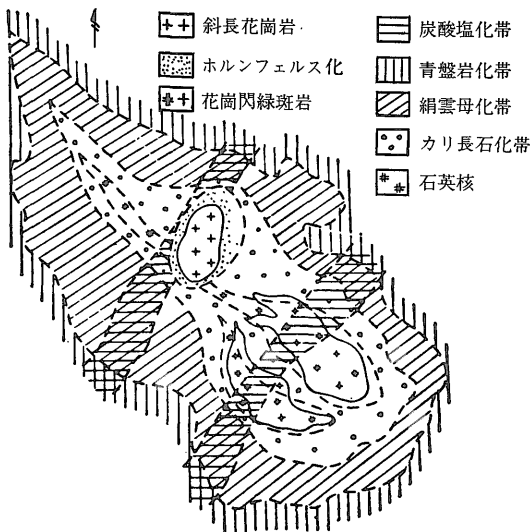 斜長花崗岩
ホルンフェルス化
花崗閃緑斑岩
炭酸塩化帯
青盤岩化帯
絹雲母化帯
カリ長石化帯
石英核